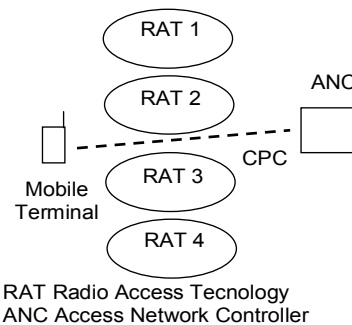 RAT 1
RAT 2
ANC
CPC
Mobile
Terminal
RAT 3
RAT 4
RAT Radio Access Tecnology
ANC Access Network Controller